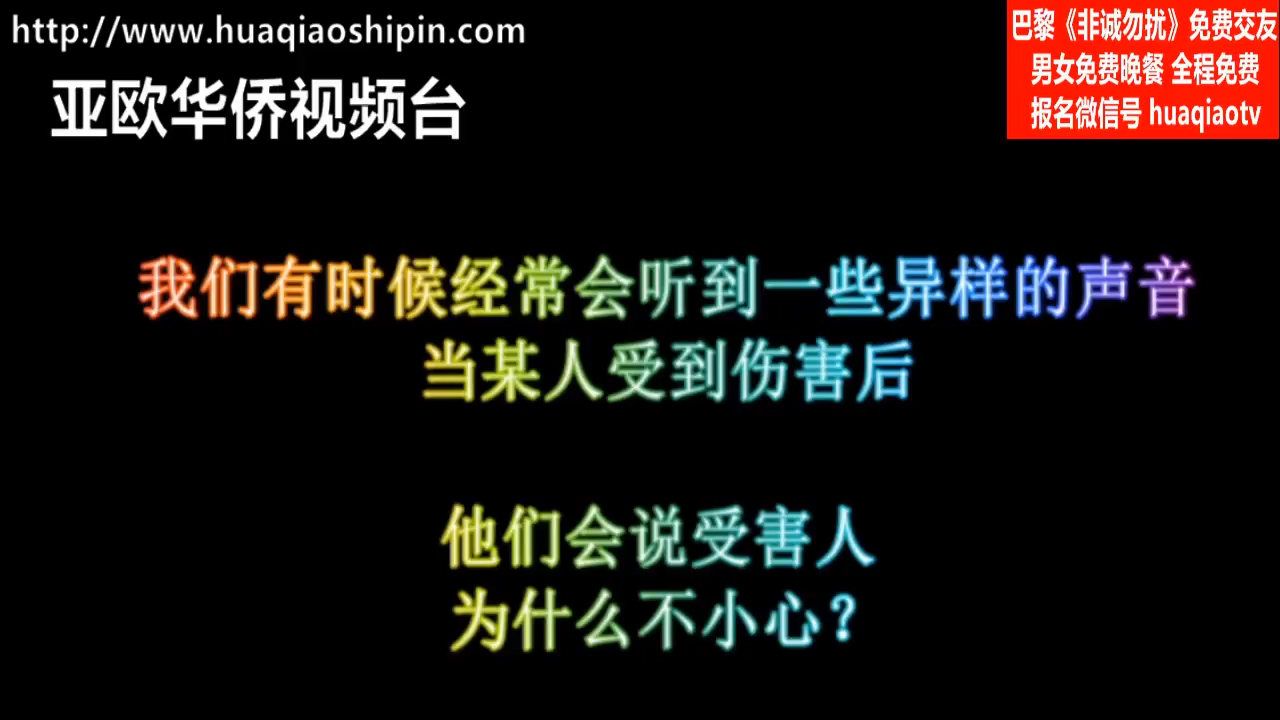 http://www.huaqiaoshipin.com
亚欧华侨视频台
巴黎《非诚勿扰》免费交友
男女免费晚餐 全程免费
报名微信号 huaqiaotv
我们有时候经常会听到一些异样的声音
当某人受到伤害后
他们会说受害人
为什么不小心？